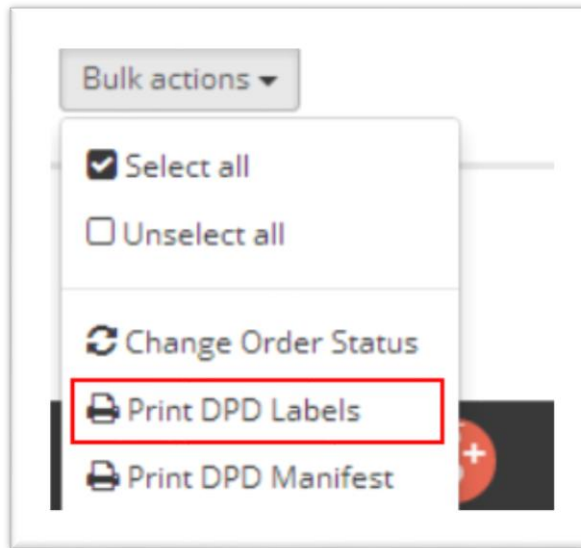 Bulk actions
Select all
Unselect all
Change Order Status
Print DPD Labels
Print DPD Manifest